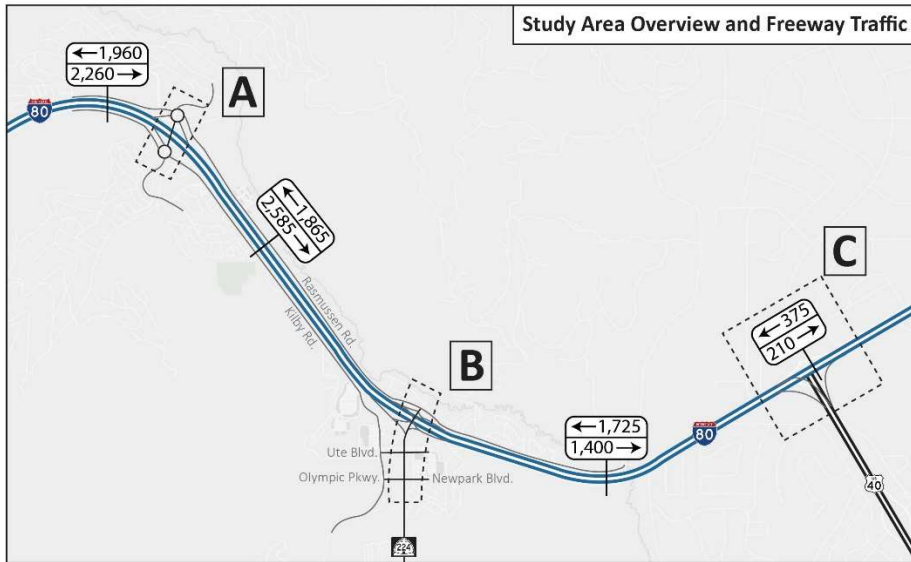 Study Area Overview and Freeway Traffic
←1,960
2,260→
80
A
←1,865
2,585→
Rasmussen Rd.
Kilby Rd.
C
←375
210→
B
←1,725
1,400→
80
Ute Blvd.
Olympic Pkwy.
Newpark Blvd.
US
40
224